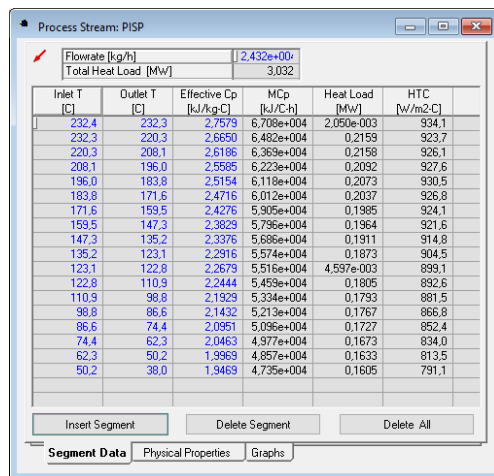 Process Stream: PISP
Flowrate [kg/h] 2,432e+004
Total Heat Load [MW] 3,032
Inlet T Outlet T Effective Cp MCp Heat Load HTC
[C] [C] [kJ/kg-C] [kJ/C-h] [MW] [W/m2-C]
232,4 232,3 2,7579 6,708e+004 2,050e-003 934,1
232,3 220,3 2,6650 6,482e+004 0,2159 923,7
220,3 208,1 2,6186 6,369e+004 0,2158 926,1
208,1 196,0 2,5585 6,223e+004 0,2092 927,6
196,0 183,8 2,5154 6,118e+004 0,2073 930,5
183,8 171,6 2,4716 6,012e+004 0,2037 926,8
171,6 159,5 2,4276 5,905e+004 0,1985 924,1
159,5 147,3 2,3829 5,796e+004 0,1964 921,6
147,3 135,2 2,3376 5,686e+004 0,1911 914,8
135,2 123,1 2,2916 5,574e+004 0,1873 904,5
123,1 122,8 2,2679 5,516e+004 4,597e-003 899,1
122,8 110,9 2,2444 5,459e+004 0,1805 892,6
110,9 98,8 2,1929 5,334e+004 0,1793 881,5
98,8 86,6 2,1432 5,213e+004 0,1767 866,8
86,6 74,4 2,0951 5,096e+004 0,1727 852,4
74,4 62,3 2,0463 4,977e+004 0,1673 834,0
62,3 50,2 1,9969 4,857e+004 0,1633 813,5
50,2 38,0 1,9469 4,735e+004 0,1605 791,1
Insert Segment Delete Segment Delete All
Segment Data Physical Properties Graphs